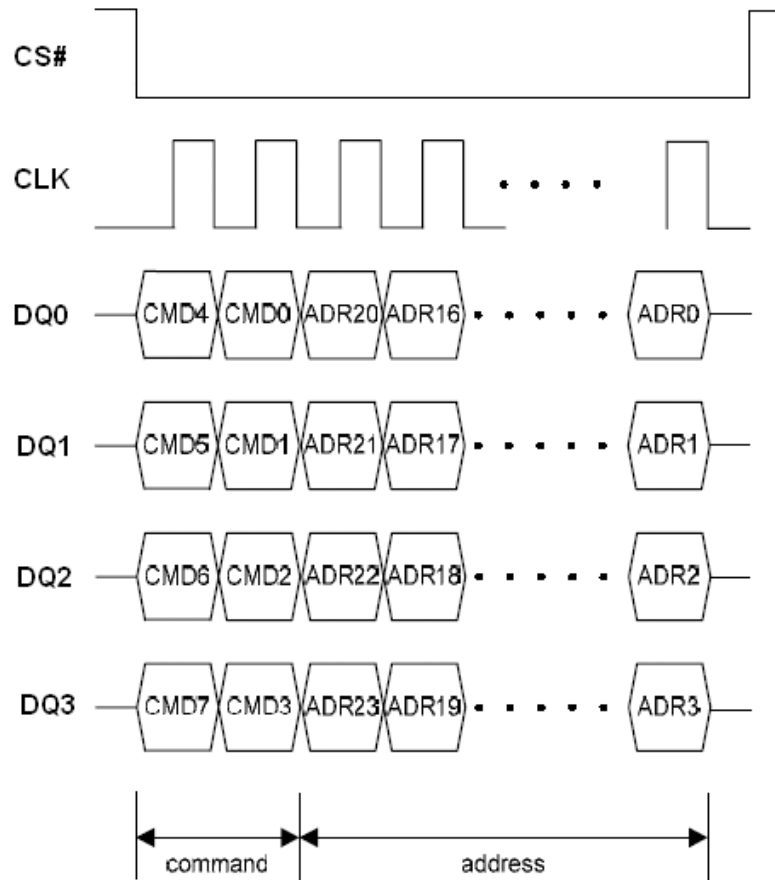 CS#
CLK
DQ0 CMD4 CMD0 ADR20 ADR16 ADR0
DQ1 CMD5 CMD1 ADR21 ADR17 ADR1
DQ2 CMD6 CMD2 ADR22 ADR18 ADR2
DQ3 CMD7 CMD3 ADR23 ADR19 ADR3
command address